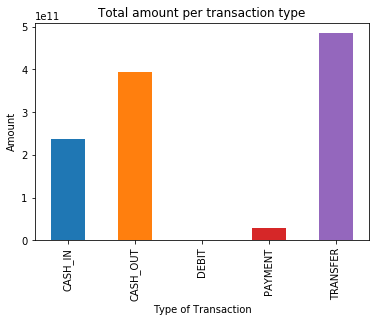 Total amount per transaction type
1e11
5
4
3
2
1
0
Amount
CASH_IN
CASH_OUT
DEBIT
PAYMENT
TRANSFER
Type of Transaction